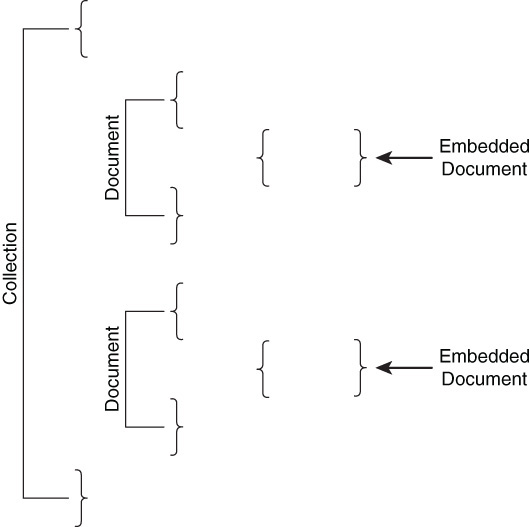 {
{
Document
{ }
Embedded
Document
}
Collection
{
Document
{ }
Embedded
Document
}
}